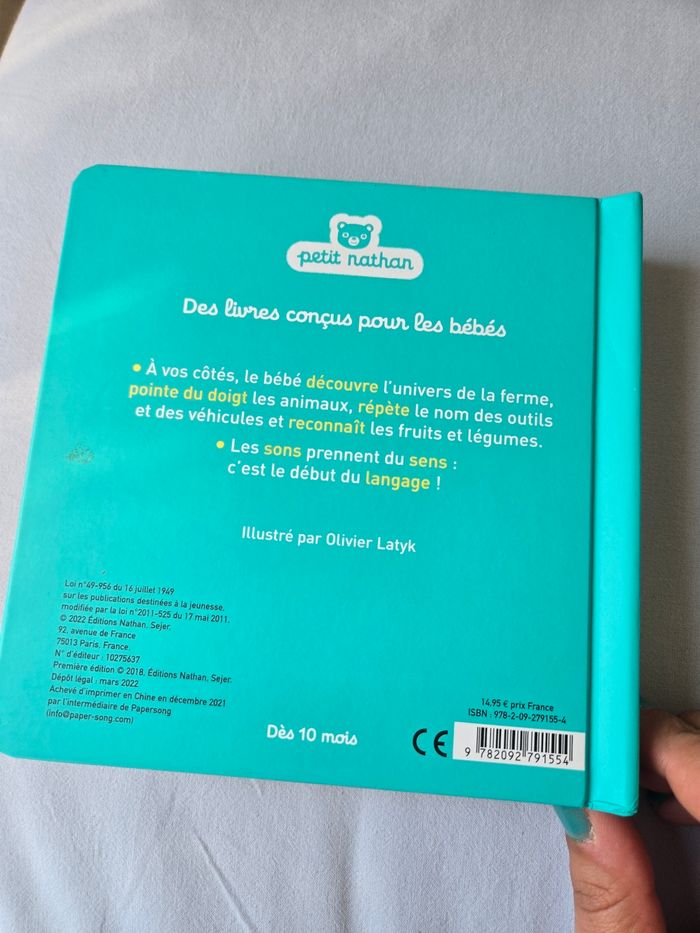 petit nathan
Des livres conçus pour les bébés
• À vos côtés, le bébé découvre l'univers de la ferme,
pointe du doigt les animaux, répète le nom des outils
et des véhicules et reconnaît les fruits et légumes.
• Les sons prennent du sens :
c'est le début du langage !
Illustré par Olivier Latyk
Loi n°49-956 du 16 juillet 1949
sur les publications destinées à la jeunesse,
modifiée par la loi n°2011-525 du 17 mai 2011.
© 2022 Éditions Nathan, Sejer,
92, avenue de France
75013 Paris, France.
N° d'éditeur : 10275637
Première édition © 2018, Éditions Nathan, Sejer.
Dépôt légal : mars 2022
Achevé d'imprimer en Chine en décembre 2021
par l'intermédiaire de Papersong
(info@paper-song.com)
Dès 10 mois
14,95 € prix France
ISBN : 978-2-09-279155-4
CE
9 782092 791554